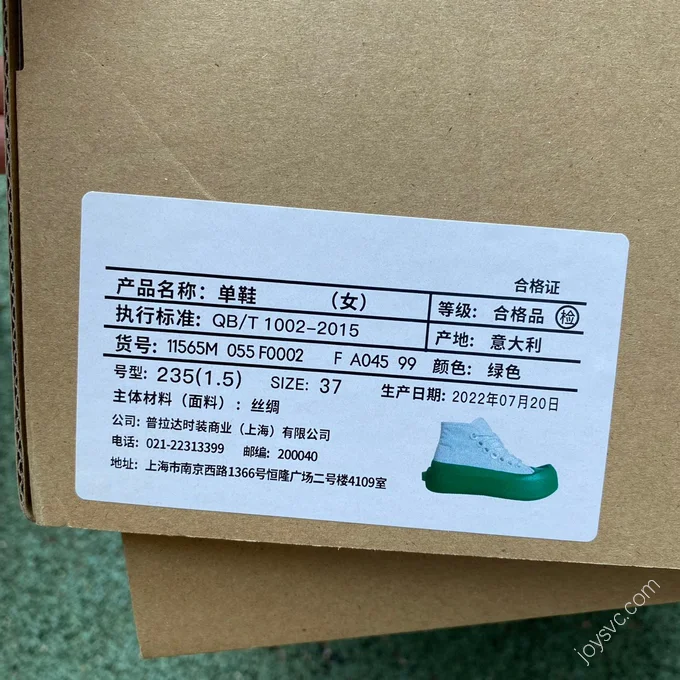 合格证
产品名称：单鞋 （女） 等级：合格品 检
执行标准：QB/T 1002-2015 产地：意大利
货号：11565M 055 F0002 F A045 99 颜色：绿色
号型：235(1.5) SIZE: 37 生产日期：2022年07月20日
主体材料（面料）：丝绸
公司：普拉达时装商业（上海）有限公司
电话：021-22313399 邮编：200040
地址：上海市南京西路1366号恒隆广场二号楼4109室
joysvc.com